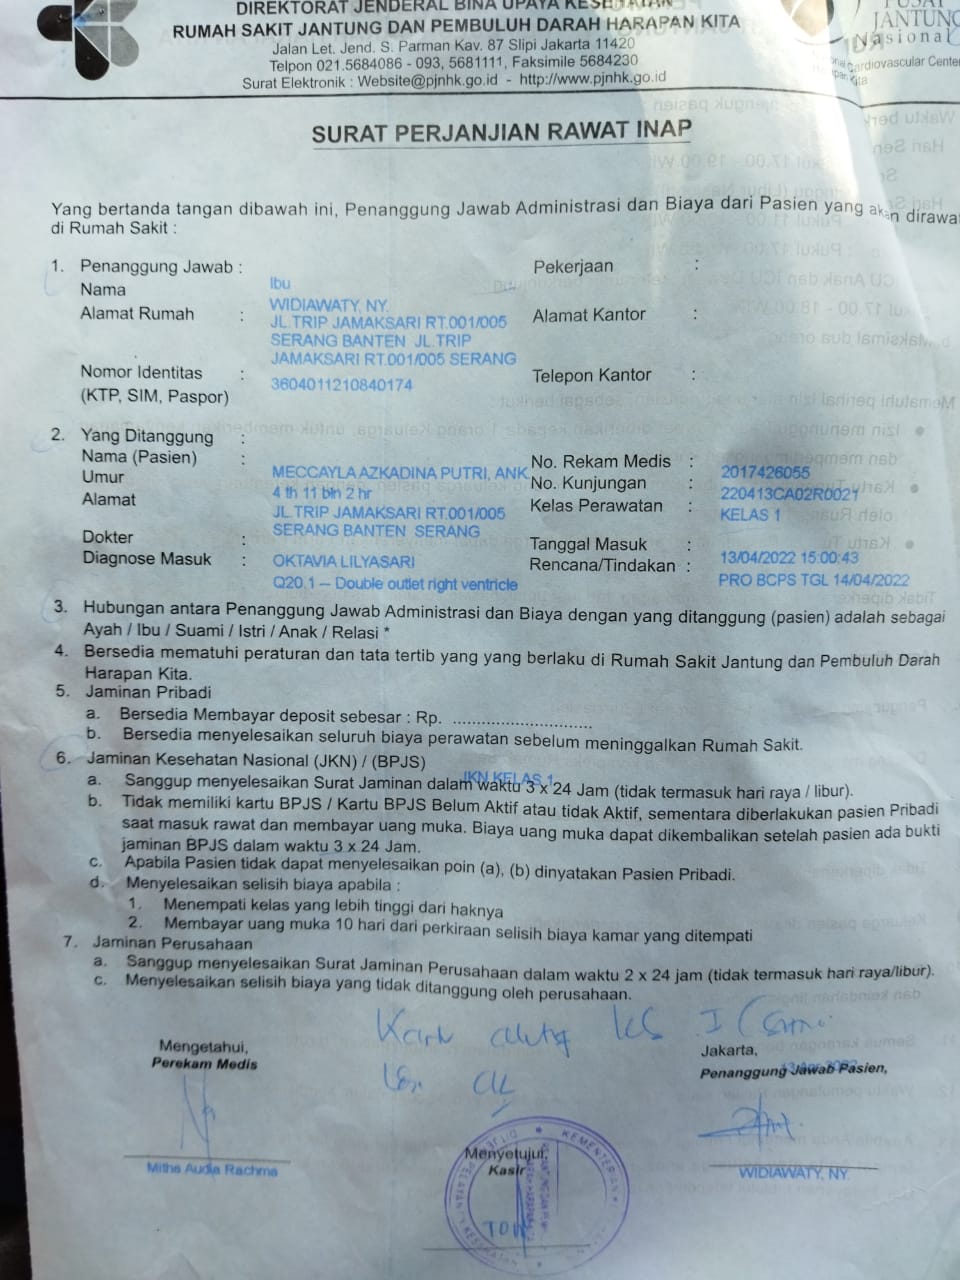 DIREKTORAT JENDERAL BINA UPAYA KESEHATAN
RUMAH SAKIT JANTUNG DAN PEMBULUH DARAH HARAPAN KITA
Jalan Let. Jend. S. Parman Kav. 87 Slipi Jakarta 11420
Telpon 021.5684086 - 093, 5681111, Faksimile 5684230
Surat Elektronik : Website@pjnhk.go.id - http://www.pjnhk.go.id
PUSAT
JANTUNG
Nasional
Cardiovascular Center
SURAT PERJANJIAN RAWAT INAP
Yang bertanda tangan dibawah ini, Penanggung Jawab Administrasi dan Biaya dari Pasien yang akan dirawat
di Rumah Sakit :
1. Penanggung Jawab : Pekerjaan :
Nama Ibu
WIDIAWATY, NY.
Alamat Rumah : JL.TRIP JAMAKSARI RT.001/005 Alamat Kantor :
SERANG BANTEN JL.TRIP
JAMAKSARI RT.001/005 SERANG
Nomor Identitas : 3604011210840174 Telepon Kantor :
(KTP, SIM, Paspor)
2. Yang Ditanggung :
Nama (Pasien) : MECCAYLA AZKADINA PUTRI, ANK No. Rekam Medis : 2017426055
Umur 4 th 11 bln 2 hr No. Kunjungan : 220413CA02R0021
Alamat JL.TRIP JAMAKSARI RT.001/005 Kelas Perawatan : KELAS 1
SERANG BANTEN SERANG
Dokter : OKTAVIA LILYASARI Tanggal Masuk : 13/04/2022 15:00:43
Diagnose Masuk : Q20.1 – Double outlet right ventricle Rencana/Tindakan : PRO BCPS TGL 14/04/2022
3. Hubungan antara Penanggung Jawab Administrasi dan Biaya dengan yang ditanggung (pasien) adalah sebagai
Ayah / Ibu / Suami / Istri / Anak / Relasi *
4. Bersedia mematuhi peraturan dan tata tertib yang yang berlaku di Rumah Sakit Jantung dan Pembuluh Darah
Harapan Kita.
5. Jaminan Pribadi
a. Bersedia Membayar deposit sebesar : Rp. ............................
b. Bersedia menyelesaikan seluruh biaya perawatan sebelum meninggalkan Rumah Sakit.
6. Jaminan Kesehatan Nasional (JKN) / (BPJS)
JKN KELAS 1
a. Sanggup menyelesaikan Surat Jaminan dalam waktu 3 x 24 Jam (tidak termasuk hari raya / libur).
b. Tidak memiliki kartu BPJS / Kartu BPJS Belum Aktif atau tidak Aktif, sementara diberlakukan pasien Pribadi
saat masuk rawat dan membayar uang muka. Biaya uang muka dapat dikembalikan setelah pasien ada bukti
jaminan BPJS dalam waktu 3 x 24 Jam.
c. Apabila Pasien tidak dapat menyelesaikan poin (a), (b) dinyatakan Pasien Pribadi.
d. Menyelesaikan selisih biaya apabila :
1. Menempati kelas yang lebih tinggi dari haknya
2. Membayar uang muka 10 hari dari perkiraan selisih biaya kamar yang ditempati
7. Jaminan Perusahaan
a. Sanggup menyelesaikan Surat Jaminan Perusahaan dalam waktu 2 x 24 jam (tidak termasuk hari raya/libur).
c. Menyelesaikan selisih biaya yang tidak ditanggung oleh perusahaan.
Mengetahui,
Perekam Medis
Mitha Audia Rachma
Menyetujui,
Kasir
Jakarta,
Penanggung Jawab Pasien,
WIDIAWATY, NY.
KEMENTERIAN